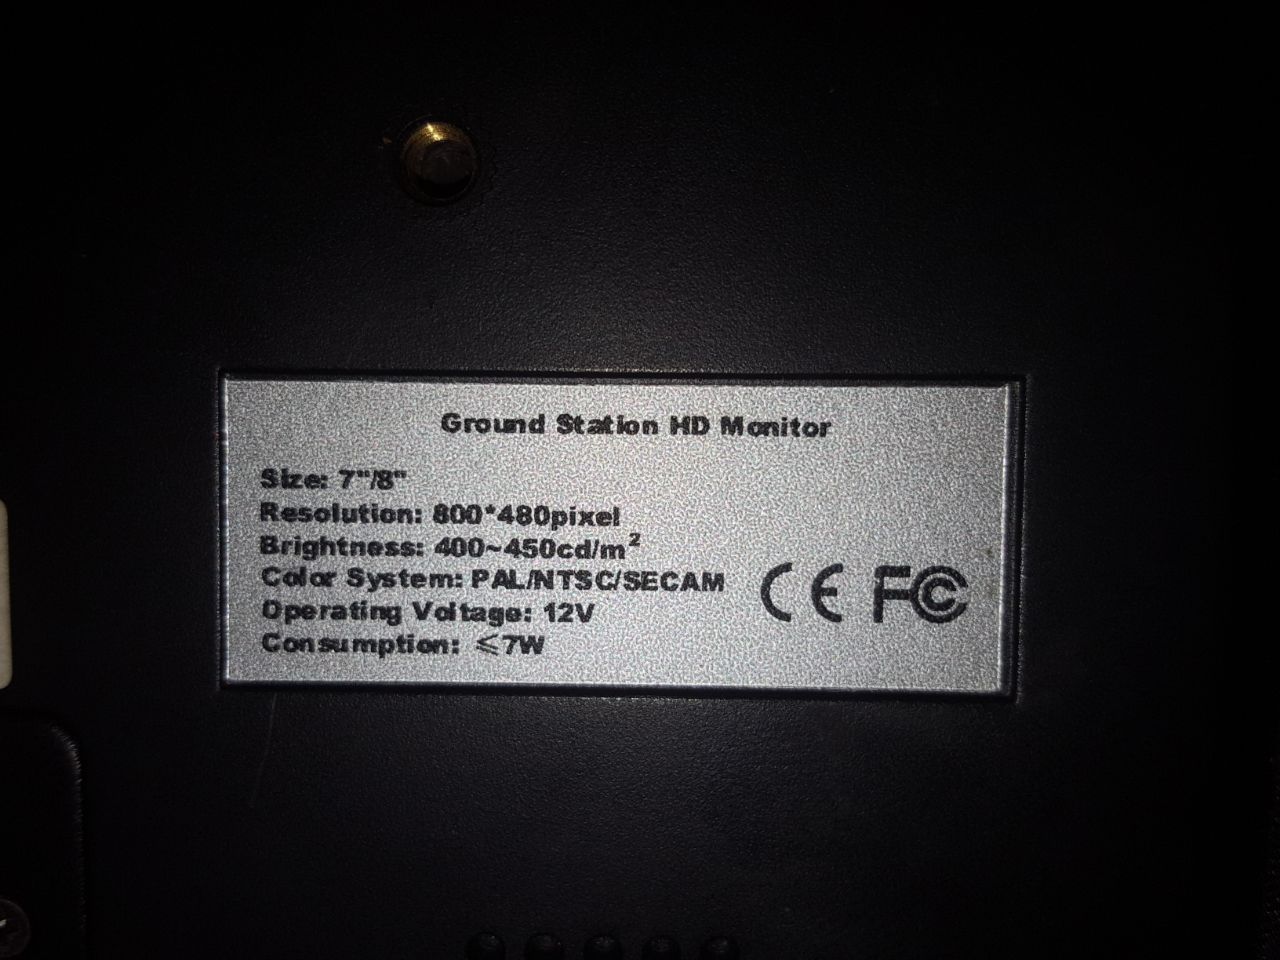 Ground Station HD Monitor
Size: 7"/8"
Resolution: 800*480pixel
Brightness: 400~450cd/m²
Color System: PAL/NTSC/SECAM
Operating Voltage: 12V
Consumption: ⩽7W
CE FC